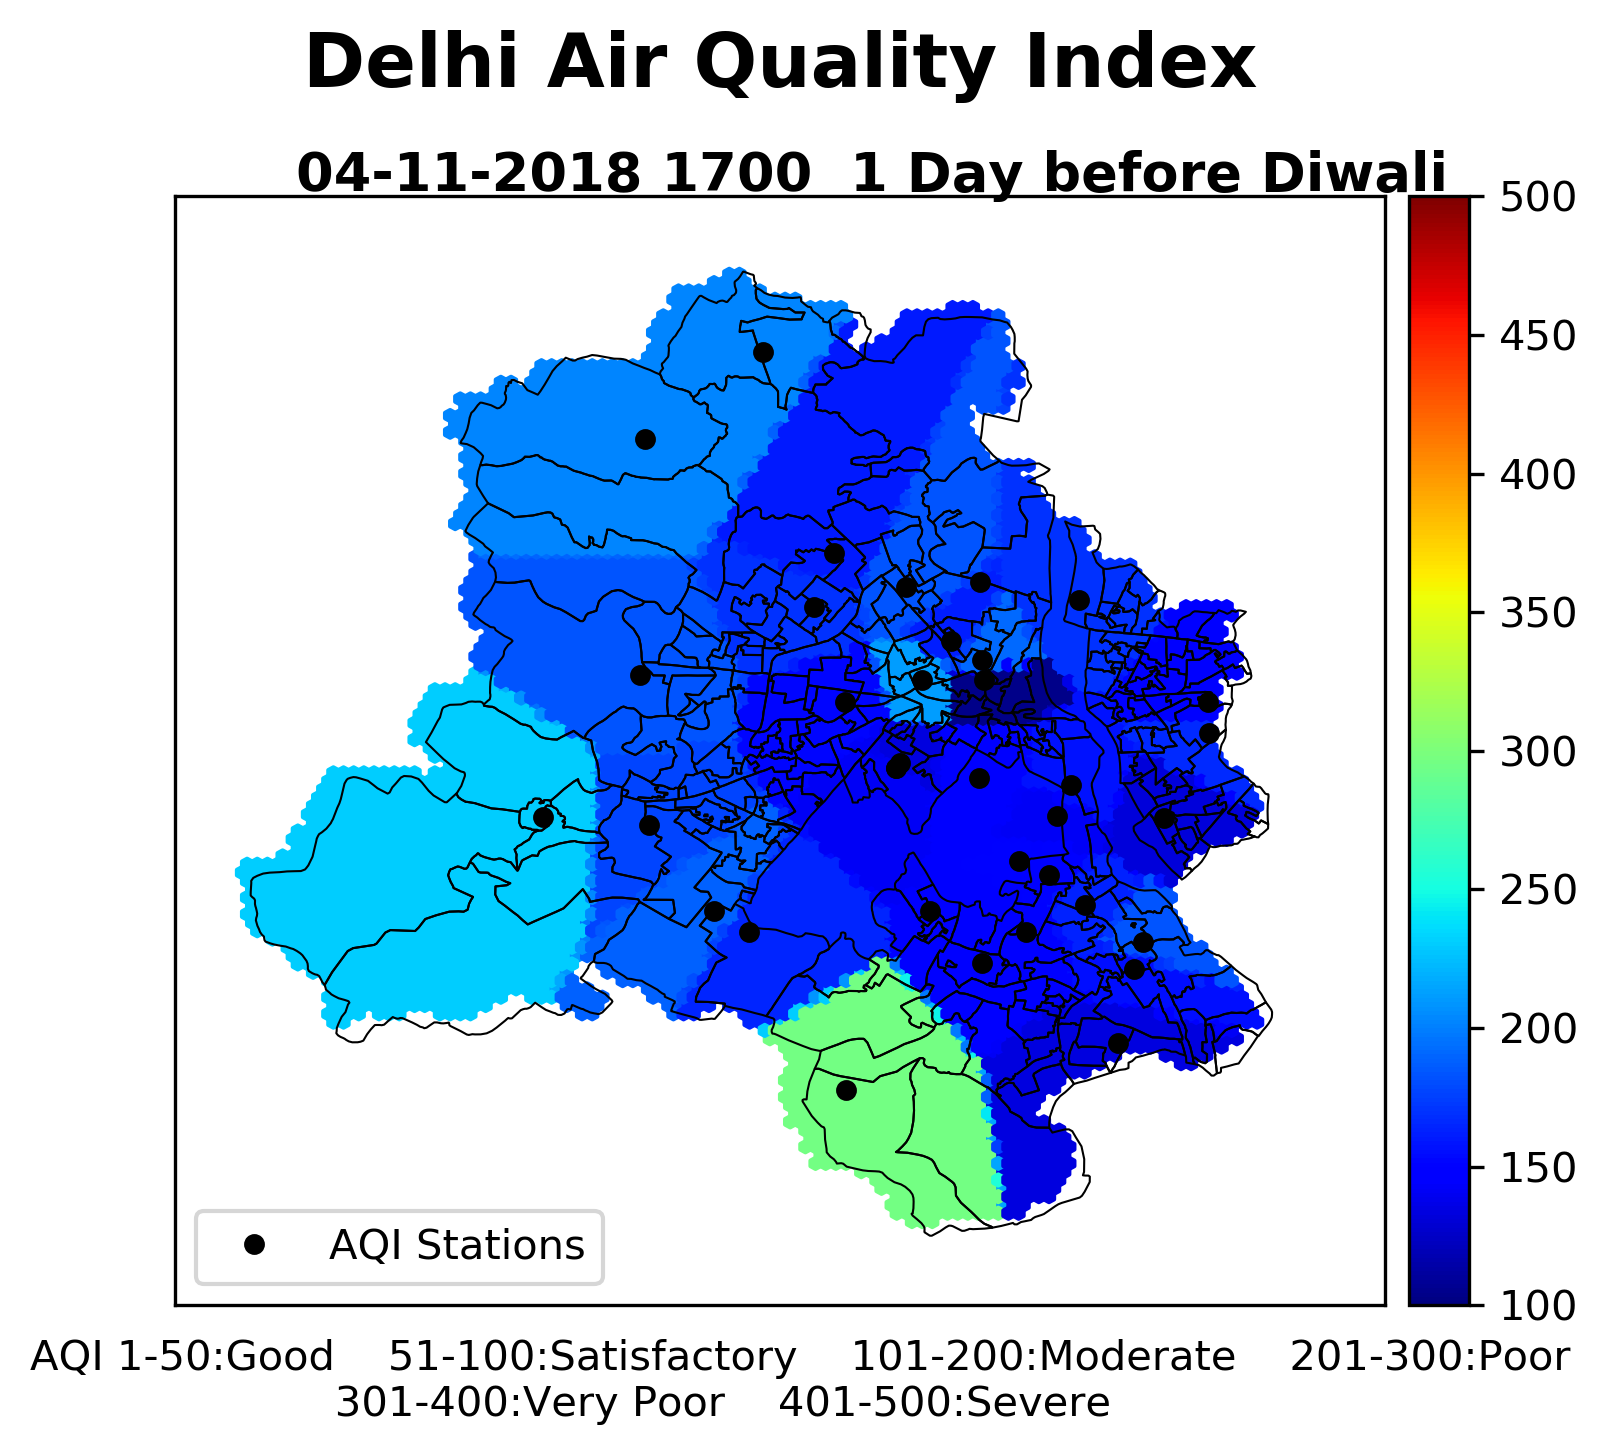 Delhi Air Quality Index
04-11-2018 1700  1 Day before Diwali
500
450
400
350
300
250
200
150
100
AQI Stations
AQI 1-50:Good    51-100:Satisfactory    101-200:Moderate    201-300:Poor
301-400:Very Poor    401-500:Severe